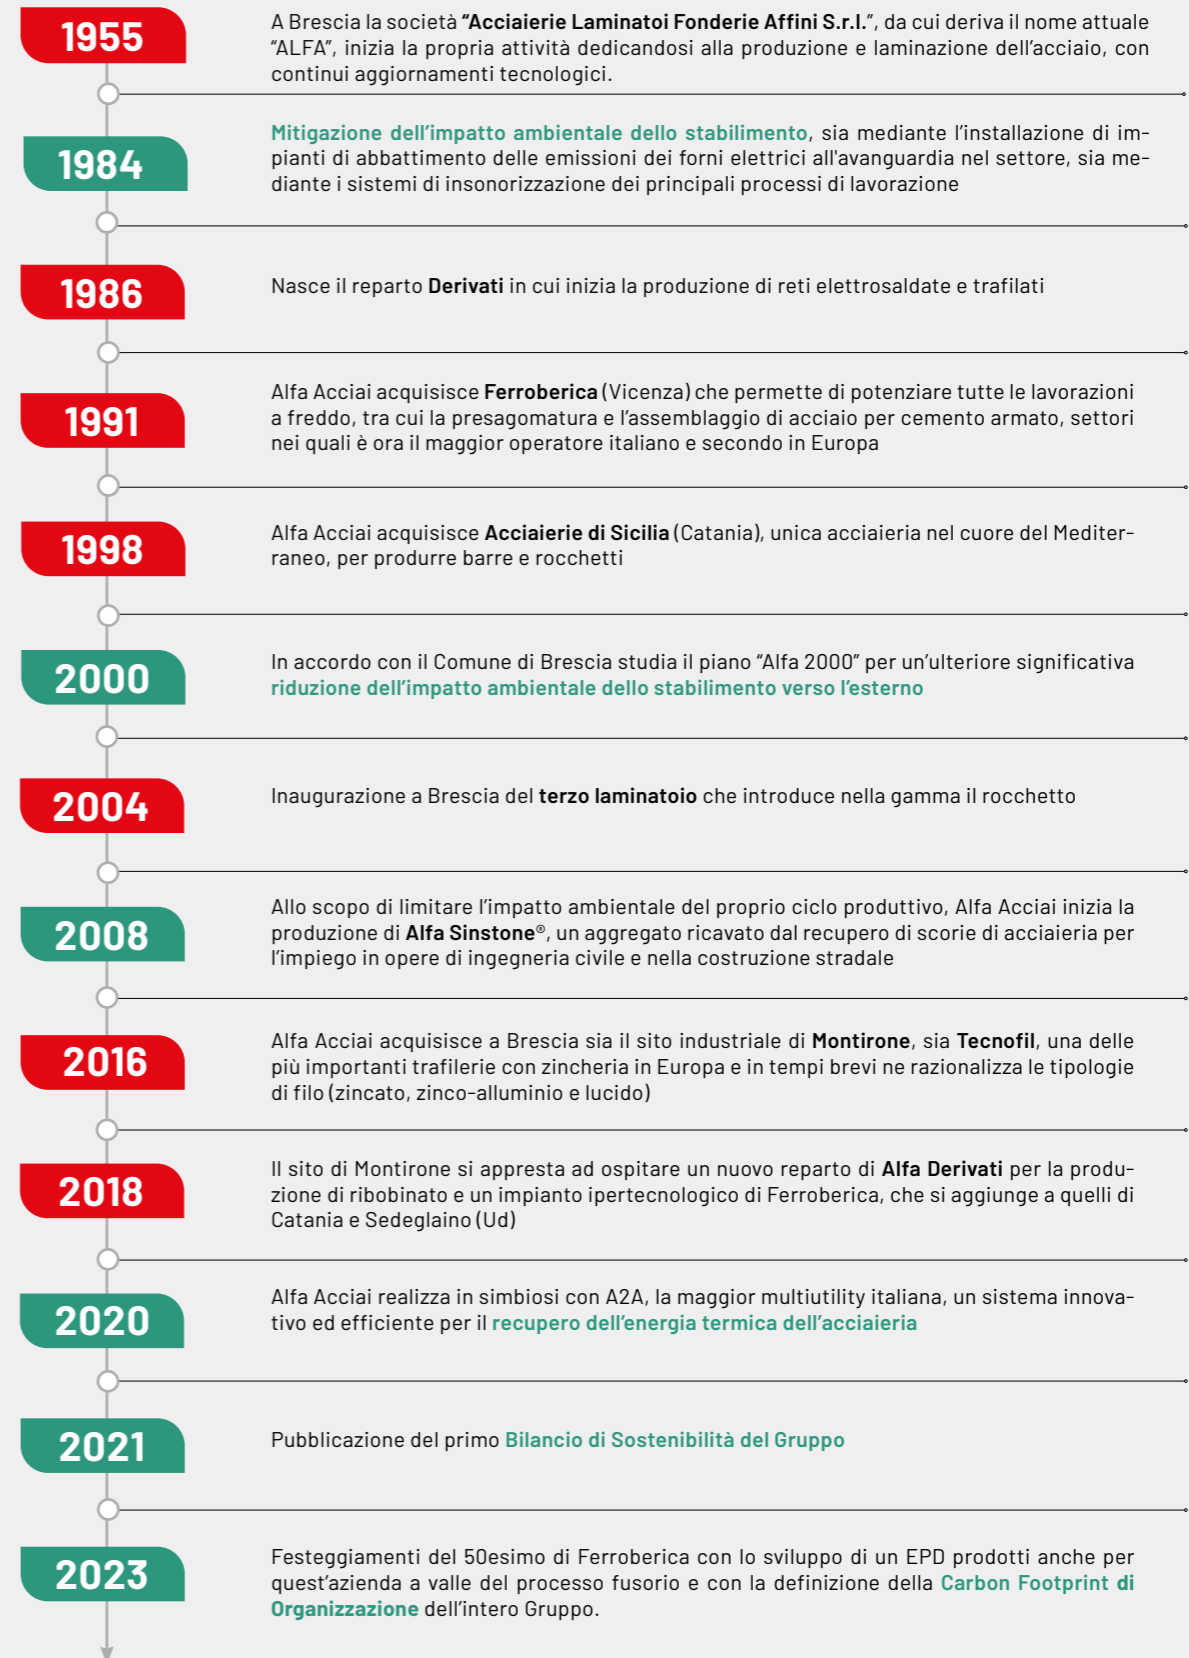 1955
A Brescia la società “Acciaierie Laminatoi Fonderie Affini S.r.l.”, da cui deriva il nome attuale
“ALFA”, inizia la propria attività dedicandosi alla produzione e laminazione dell’acciaio, con
continui aggiornamenti tecnologici.
1984
Mitigazione dell’impatto ambientale dello stabilimento, sia mediante l’installazione di im-
pianti di abbattimento delle emissioni dei forni elettrici all'avanguardia nel settore, sia me-
diante i sistemi di insonorizzazione dei principali processi di lavorazione
1986
Nasce il reparto Derivati in cui inizia la produzione di reti elettrosaldate e trafilati
1991
Alfa Acciai acquisisce Ferroberica (Vicenza) che permette di potenziare tutte le lavorazioni
a freddo, tra cui la presagomatura e l’assemblaggio di acciaio per cemento armato, settori
nei quali è ora il maggior operatore italiano e secondo in Europa
1998
Alfa Acciai acquisisce Acciaierie di Sicilia (Catania), unica acciaieria nel cuore del Mediter-
raneo, per produrre barre e rocchetti
2000
In accordo con il Comune di Brescia studia il piano “Alfa 2000” per un’ulteriore significativa
riduzione dell’impatto ambientale dello stabilimento verso l’esterno
2004
Inaugurazione a Brescia del terzo laminatoio che introduce nella gamma il rocchetto
2008
Allo scopo di limitare l’impatto ambientale del proprio ciclo produttivo, Alfa Acciai inizia la
produzione di Alfa Sinstone®, un aggregato ricavato dal recupero di scorie di acciaieria per
l’impiego in opere di ingegneria civile e nella costruzione stradale
2016
Alfa Acciai acquisisce a Brescia sia il sito industriale di Montirone, sia Tecnofil, una delle
più importanti trafilerie con zincheria in Europa e in tempi brevi ne razionalizza le tipologie
di filo (zincato, zinco-alluminio e lucido)
2018
Il sito di Montirone si appresta ad ospitare un nuovo reparto di Alfa Derivati per la produ-
zione di ribobinato e un impianto ipertecnologico di Ferroberica, che si aggiunge a quelli di
Catania e Sedeglaino (Ud)
2020
Alfa Acciai realizza in simbiosi con A2A, la maggior multiutility italiana, un sistema innova-
tivo ed efficiente per il recupero dell’energia termica dell’acciaieria
2021
Pubblicazione del primo Bilancio di Sostenibilità del Gruppo
2023
Festeggiamenti del 50esimo di Ferroberica con lo sviluppo di un EPD prodotti anche per
quest’azienda a valle del processo fusorio e con la definizione della Carbon Footprint di
Organizzazione dell’intero Gruppo.